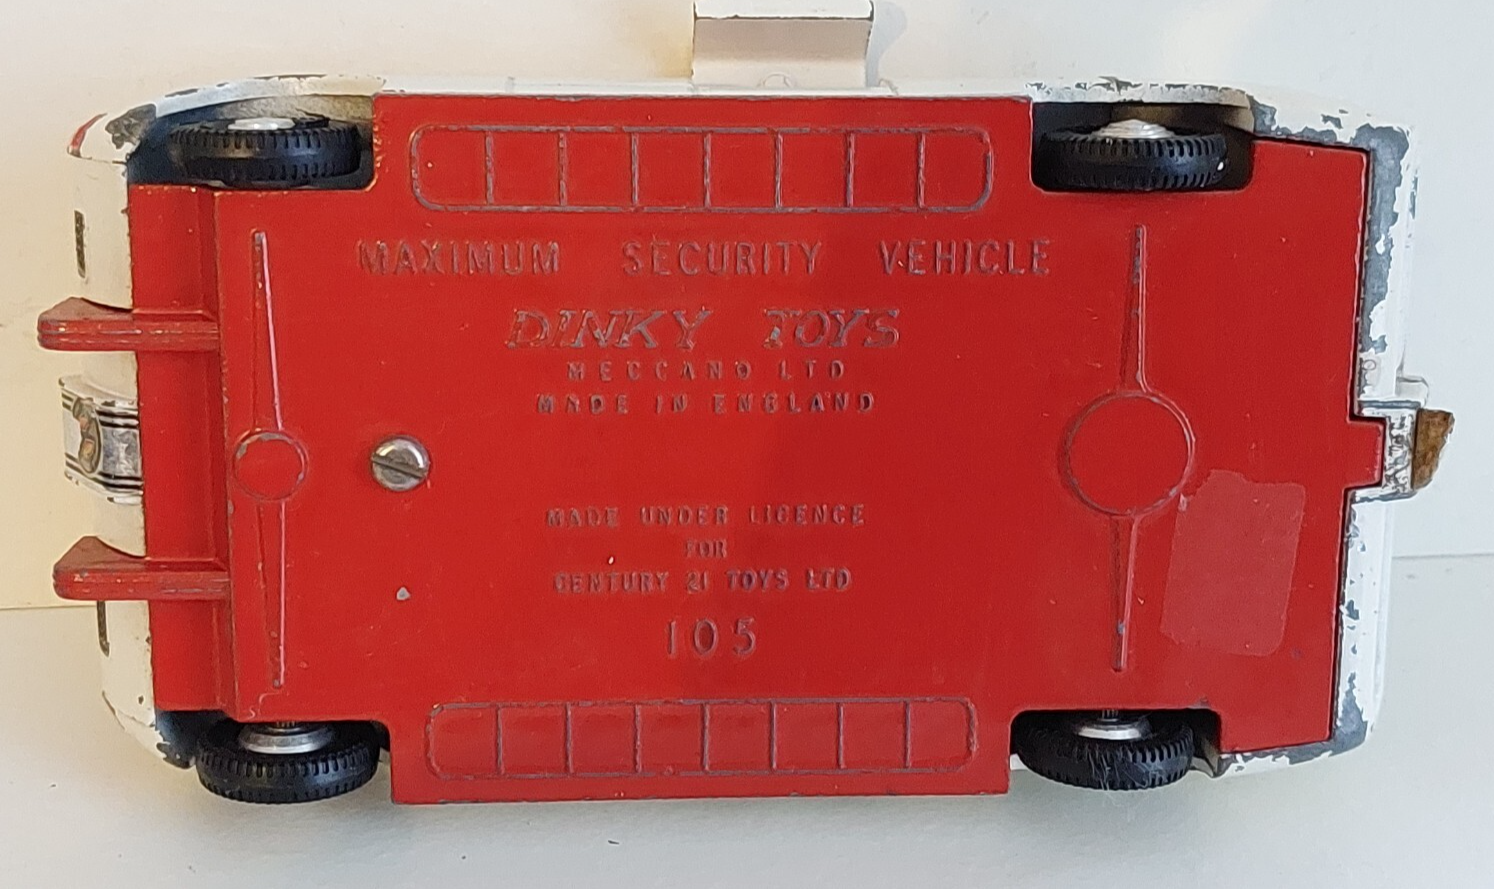 MAXIMUM SECURITY VEHICLE
DINKY TOYS
MECCANO LTD
MADE IN ENGLAND
MADE UNDER LICENCE
FOR
CENTURY 21 TOYS LTD
105